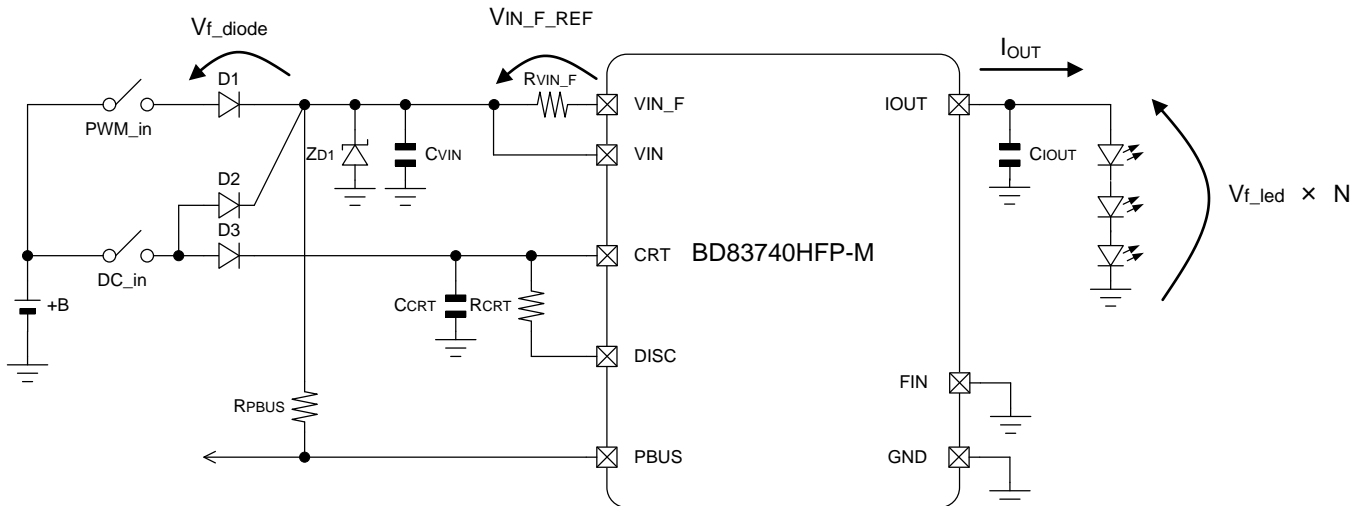 Vf_diode
VIN_F_REF
IOUT
D1
RVIN_F
VIN_F
IOUT
PWM_in
ZD1
CVIN
VIN
CIOUT
D2
Vf_led × N
D3
CRT
BD83740HFP-M
DC_in
+B
CCRT
RCRT
DISC
FIN
RPBUS
PBUS
GND